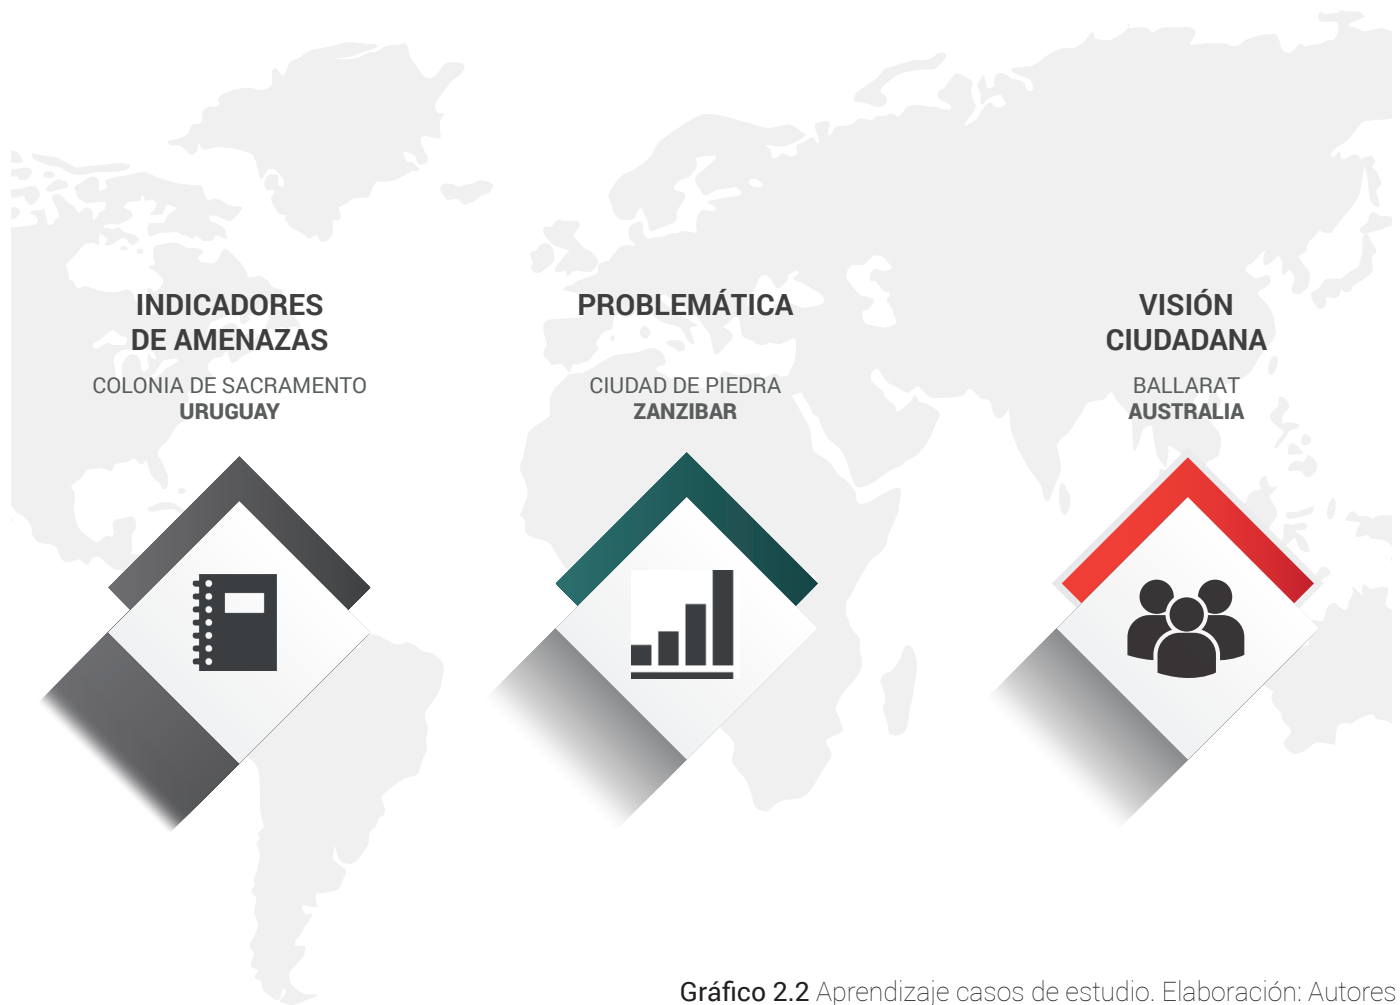 INDICADORES
DE AMENAZAS
COLONIA DE SACRAMENTO
URUGUAY
PROBLEMÁTICA
CIUDAD DE PIEDRA
ZANZIBAR
VISIÓN
CIUDADANA
BALLARAT
AUSTRALIA
Gráfico 2.2 Aprendizaje casos de estudio. Elaboración: Autores